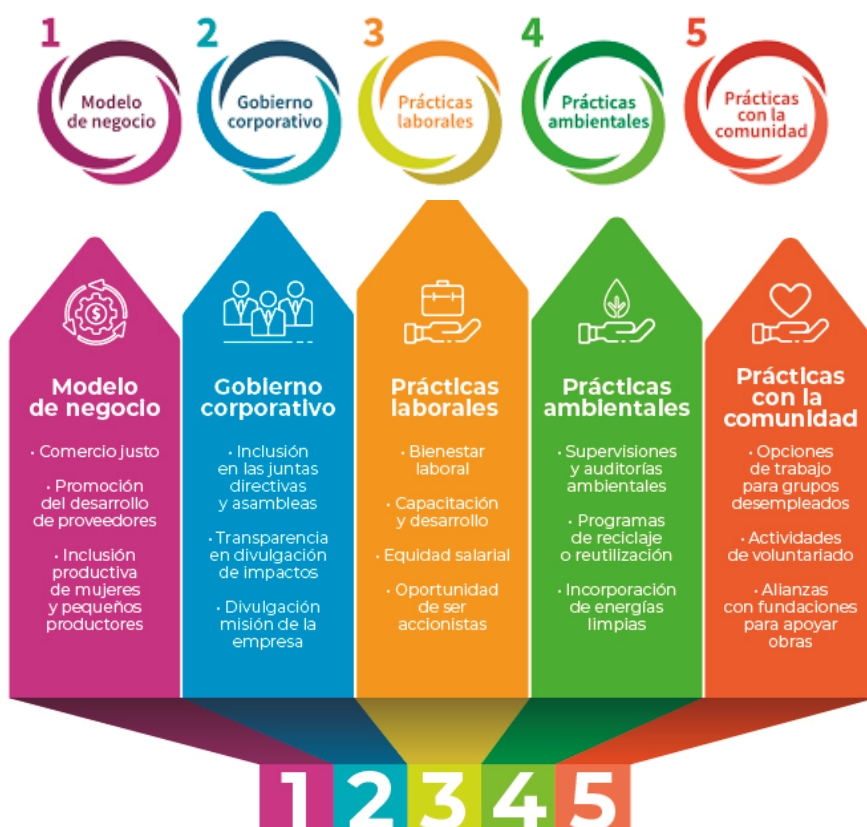 1
Modelo
de negocio
2
Gobierno
corporativo
3
Prácticas
laborales
4
Prácticas
ambientales
5
Prácticas
con la
comunidad
$
Modelo
de negocio
· Comercio justo
· Promoción
del desarrollo
de proveedores
· Inclusión
productiva
de mujeres
y pequeños
productores
Gobierno
corporativo
· Inclusión
en las juntas
directivas
y asambleas
· Transparencia
en divulgación
de impactos
· Divulgación
misión de la
empresa
Prácticas
laborales
· Bienestar
laboral
· Capacitación
y desarrollo
· Equidad salarial
· Oportunidad
de ser
accionistas
Prácticas
ambientales
· Supervisiones
y auditorías
ambientales
· Programas
de reciclaje
o reutilización
· Incorporación
de energías
limpias
Prácticas
con la
comunidad
· Opciones
de trabajo
para grupos
desempleados
· Actividades
de voluntariado
· Alianzas
con fundaciones
para apoyar
obras
1 2 3 4 5